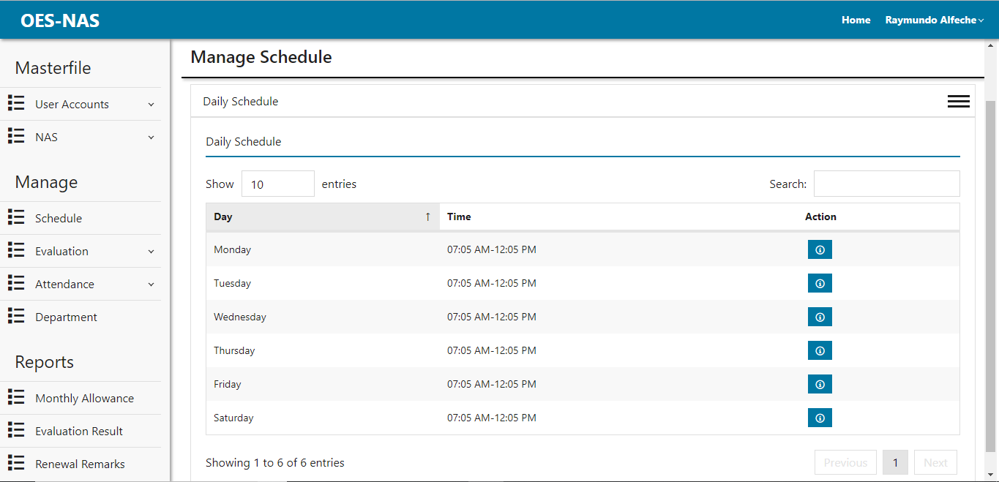 OES-NAS
Home Raymundo Alfeche
Masterfile
User Accounts
NAS
Manage
Schedule
Evaluation
Attendance
Department
Reports
Monthly Allowance
Evaluation Result
Renewal Remarks
Manage Schedule
Daily Schedule
Daily Schedule
Show 10 entries Search:
Day ↑ Time Action
Monday 07:05 AM-12:05 PM
Tuesday 07:05 AM-12:05 PM
Wednesday 07:05 AM-12:05 PM
Thursday 07:05 AM-12:05 PM
Friday 07:05 AM-12:05 PM
Saturday 07:05 AM-12:05 PM
Showing 1 to 6 of 6 entries Previous 1 Next